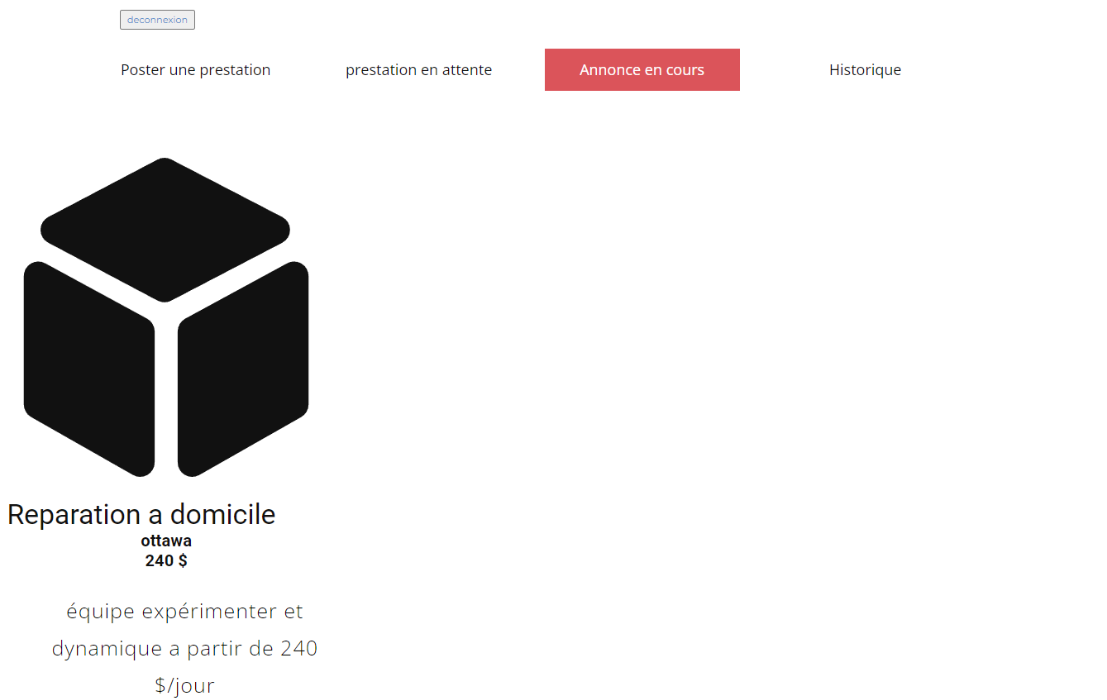 deconnexion
Poster une prestation prestation en attente Annonce en cours Historique
Reparation a domicile
ottawa
240 $
équipe expérimenter et
dynamique a partir de 240
$/jour